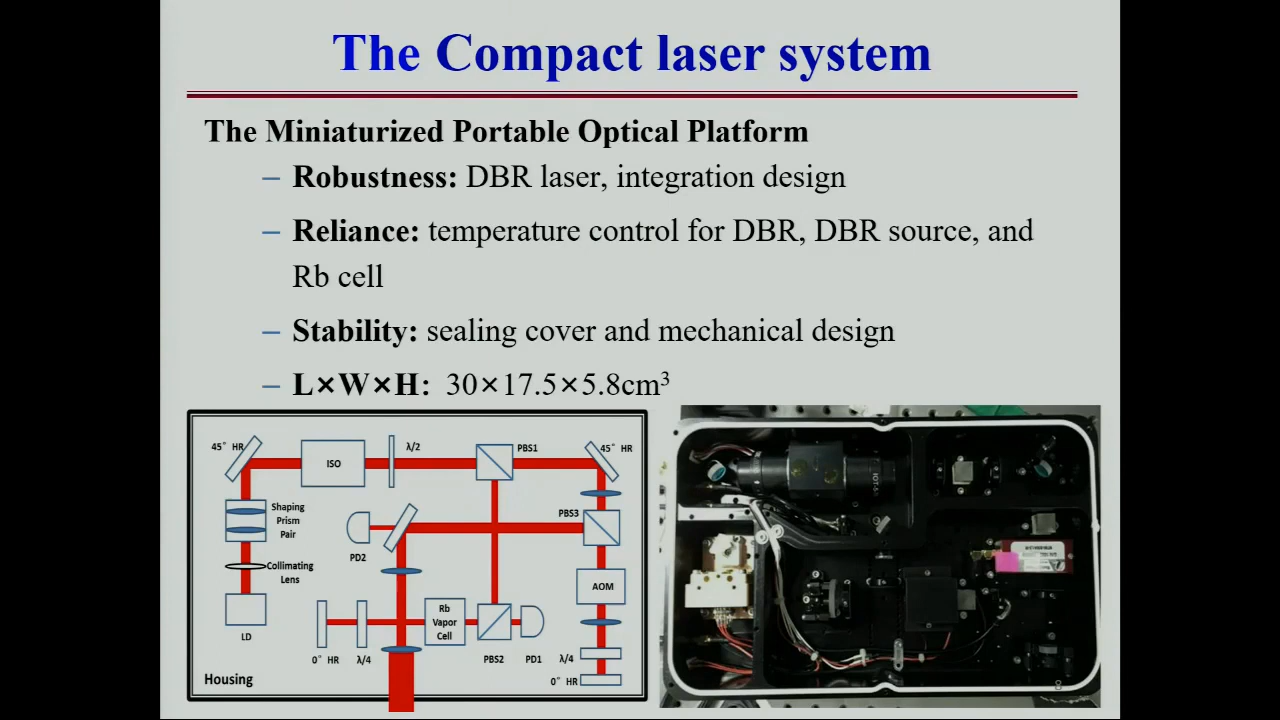 The Compact laser system
The Miniaturized Portable Optical Platform
– Robustness: DBR laser, integration design
– Reliance: temperature control for DBR, DBR source, and
Rb cell
– Stability: sealing cover and mechanical design
– L×W×H: 30×17.5×5.8cm³
45° HR
ISO
λ/2
PBS1
45° HR
Shaping
Prism
Pair
PD2
PBS3
Collimating
Lens
AOM
LD
Rb
Vapor
Cell
0° HR
λ/4
PBS2
PD1
λ/4
0° HR
Housing
8